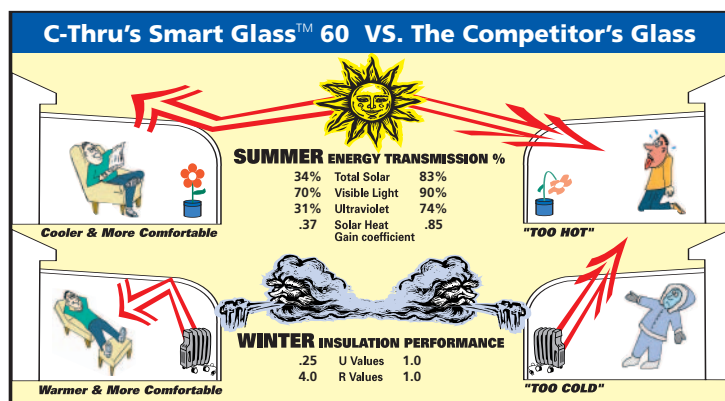 C-Thru's Smart Glass™ 60 VS. The Competitor's Glass
SUMMER ENERGY TRANSMISSION %
34% Total Solar 83%
70% Visible Light 90%
31% Ultraviolet 74%
.37 Solar Heat .85
Gain coefficient
Cooler & More Comfortable
"TOO HOT"
WINTER INSULATION PERFORMANCE
.25 U Values 1.0
4.0 R Values 1.0
Warmer & More Comfortable
"TOO COLD"